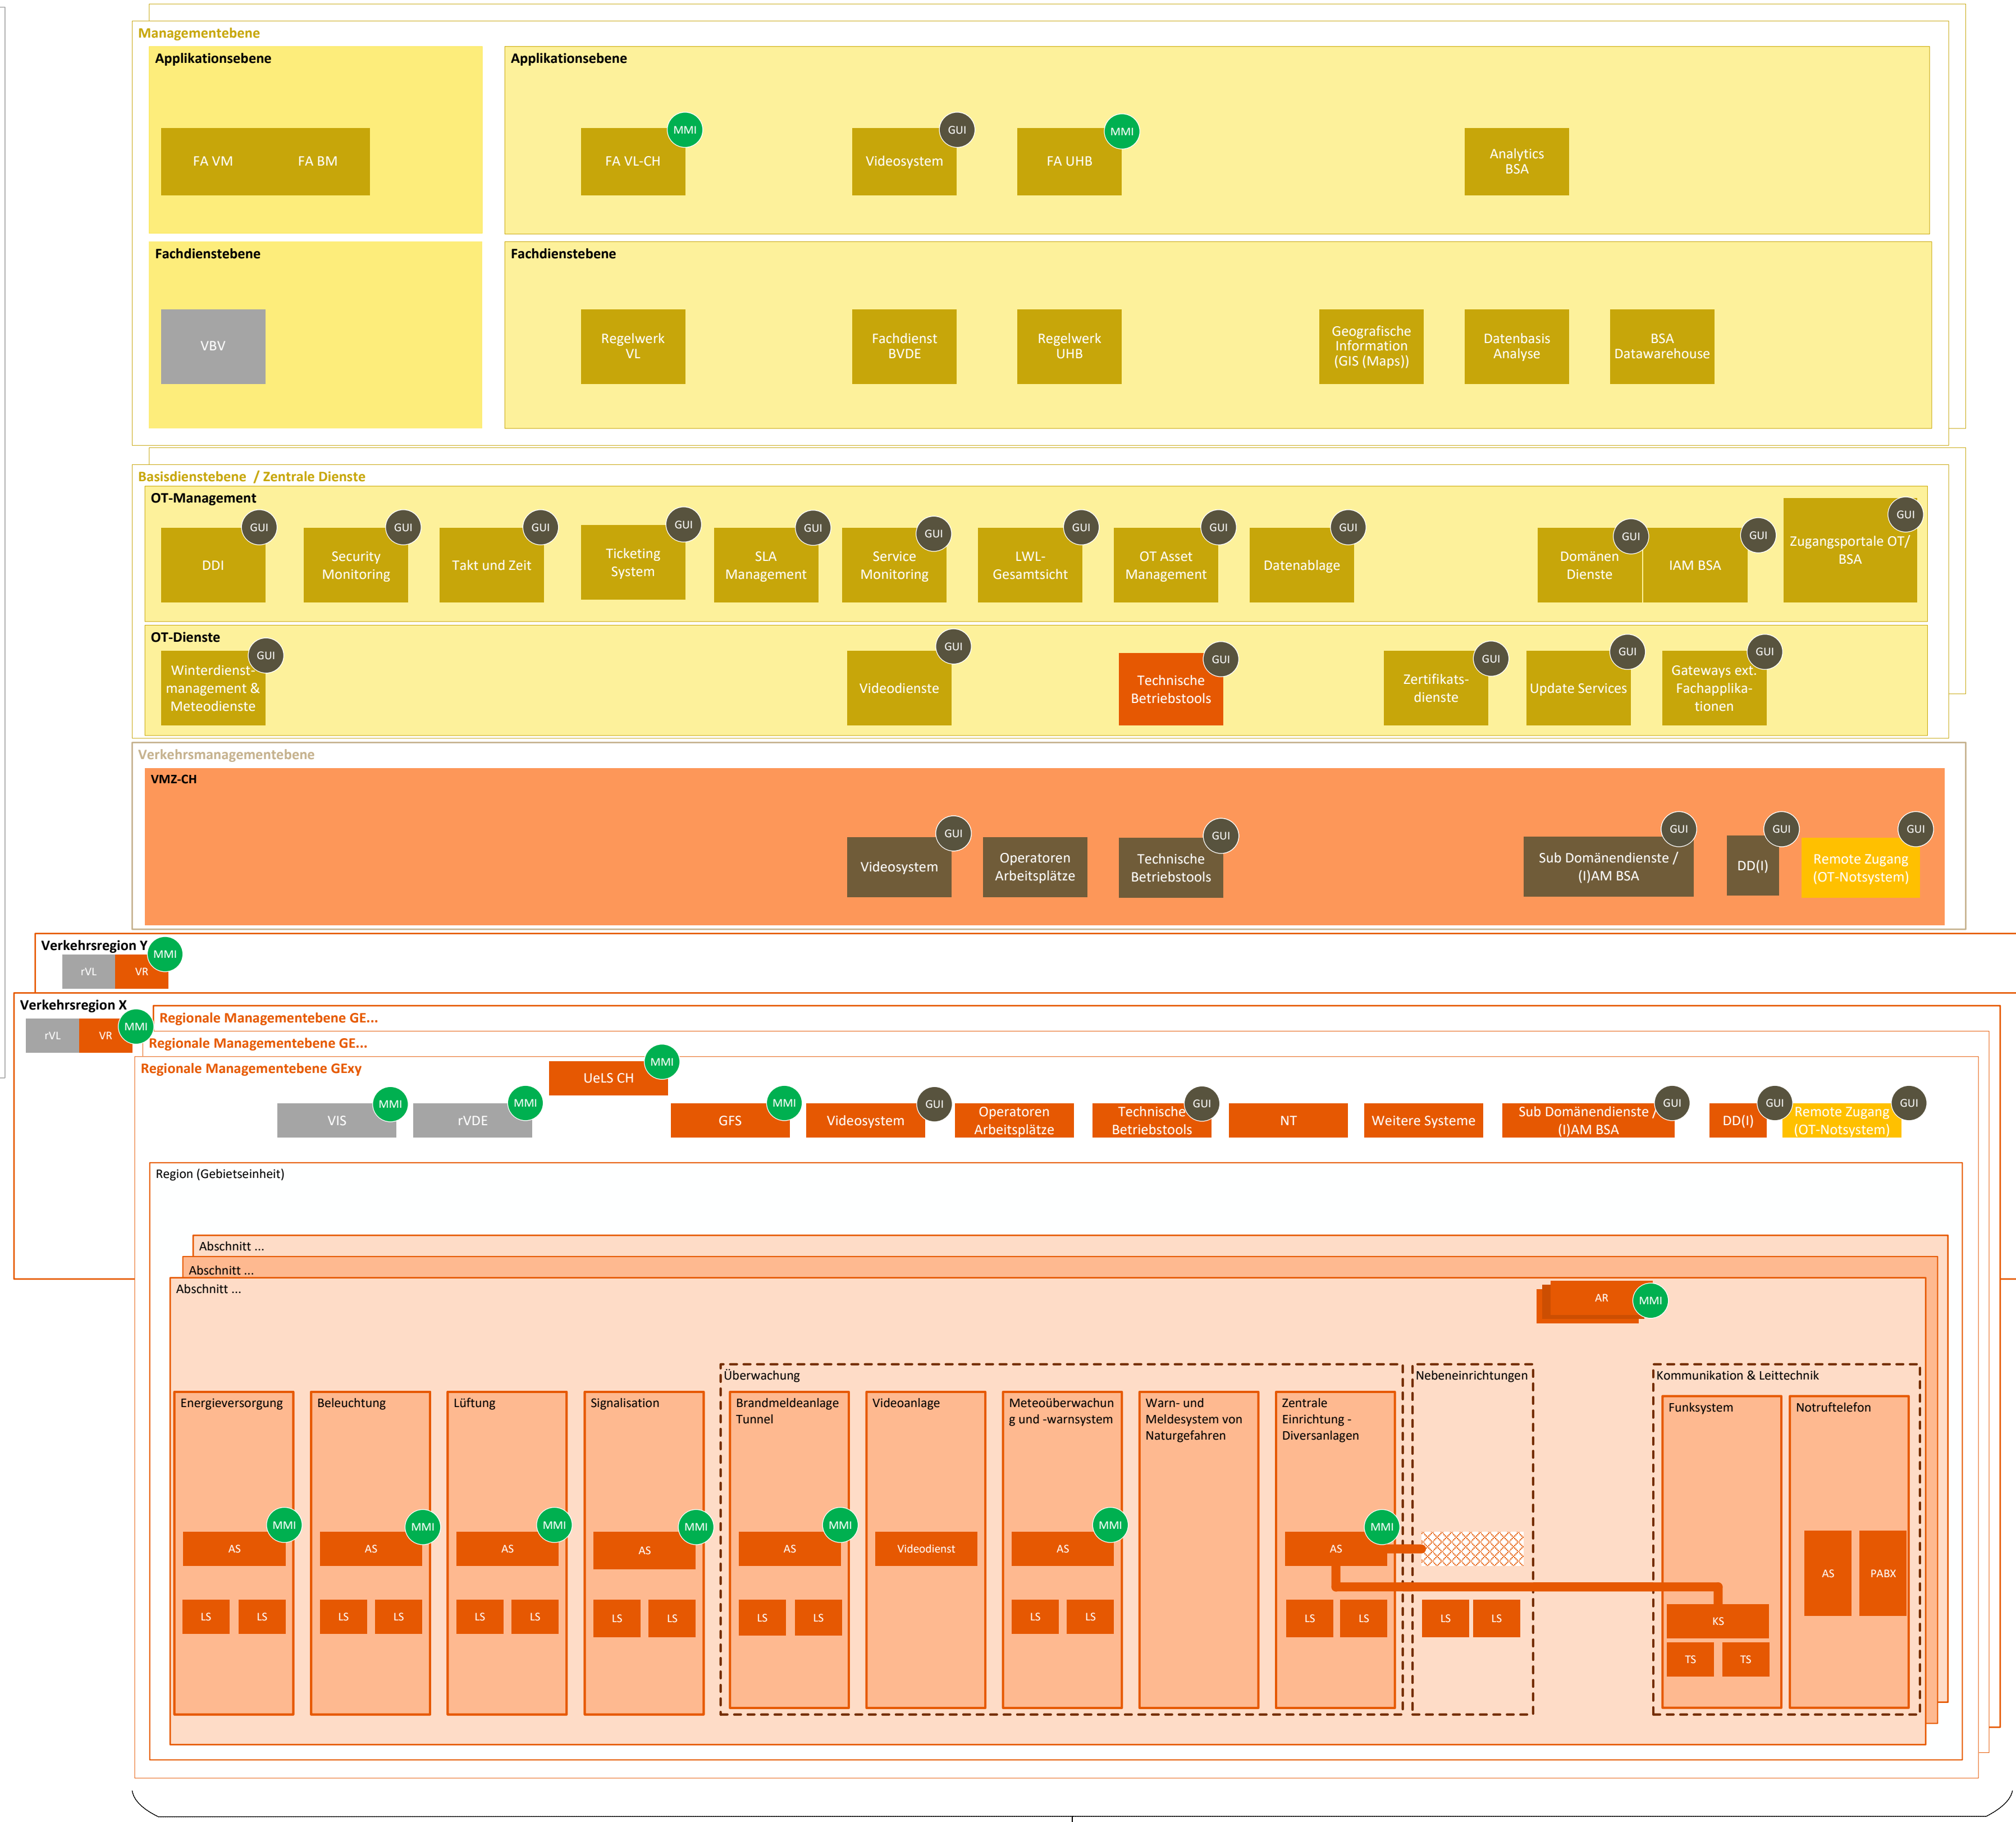 Managementebene
Applikationsebene
FA VM
FA BM
Applikationsebene
FA VL-CH
MMI
Videosystem
GUI
FA UHB
MMI
Analytics
BSA
Fachdienstebene
VBV
Fachdienstebene
Regelwerk
VL
Fachdienst
BVDE
Regelwerk
UHB
Geografische
Information
(GIS (Maps))
Datenbasis
Analyse
BSA
Datawarehouse
Basisdienstebene / Zentrale Dienste
OT-Management
DDI
GUI
Security
Monitoring
GUI
Takt und Zeit
GUI
Ticketing
System
GUI
SLA
Management
GUI
Service
Monitoring
GUI
LWL-
Gesamtsicht
GUI
OT Asset
Management
GUI
Datenablage
GUI
Domänen
Dienste
GUI
IAM BSA
GUI
Zugangsportale OT/
BSA
GUI
OT-Dienste
Winterdienst-
management &
Meteodienste
GUI
Videodienste
GUI
Technische
Betriebstools
GUI
Zertifikats-
dienste
GUI
Update Services
GUI
Gateways ext.
Fachapplika-
tionen
GUI
Verkehrsmanagementebene
VMZ-CH
Videosystem
GUI
Operatoren
Arbeitsplätze
Technische
Betriebstools
GUI
Sub Domänendienste /
(I)AM BSA
GUI
DD(I)
GUI
Remote Zugang
(OT-Notsystem)
GUI
Verkehrsregion Y
rVL
VR
MMI
Verkehrsregion X
rVL
VR
MMI
Regionale Managementebene GE...
Regionale Managementebene GE...
Regionale Managementebene GExy
VIS
MMI
rVDE
MMI
UeLS CH
MMI
GFS
MMI
Videosystem
GUI
Operatoren
Arbeitsplätze
Technische
Betriebstools
GUI
NT
Weitere Systeme
Sub Domänendienste /
(I)AM BSA
GUI
DD(I)
GUI
Remote Zugang
(OT-Notsystem)
GUI
Region (Gebietseinheit)
Abschnitt ...
Abschnitt ...
Abschnitt ...
AR
MMI
Energieversorgung
AS
MMI
LS
LS
Beleuchtung
AS
MMI
LS
LS
Lüftung
AS
MMI
LS
LS
Signalisation
AS
MMI
LS
LS
Überwachung
Brandmeldeanlage
Tunnel
AS
MMI
LS
LS
Videoanlage
Videodienst
Meteoüberwachun
g und -warnsystem
AS
MMI
LS
LS
Warn- und
Meldesystem von
Naturgefahren
Zentrale
Einrichtung -
Diversanlagen
AS
MMI
LS
LS
Nebeneinrichtungen
LS
LS
Kommunikation & Leittechnik
Funksystem
KS
TS
TS
Notruftelefon
AS
PABX